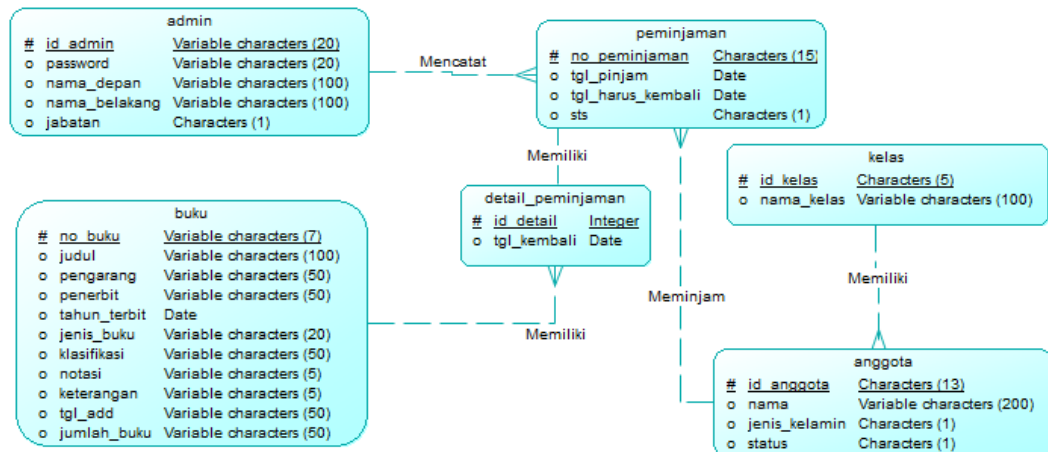 admin
# id_admin Variable characters (20)
o password Variable characters (20)
o nama_depan Variable characters (100)
o nama_belakang Variable characters (100)
o jabatan Characters (1)
Mencatat
peminjaman
# no_peminjaman Characters (15)
o tgl_pinjam Date
o tgl_harus_kembali Date
o sts Characters (1)
Memiliki
kelas
# id_kelas Characters (5)
o nama_kelas Variable characters (100)
detail_peminjaman
# id_detail Integer
o tgl_kembali Date
buku
# no_buku Variable characters (7)
o judul Variable characters (100)
o pengarang Variable characters (50)
o penerbit Variable characters (50)
o tahun_terbit Date
o jenis_buku Variable characters (20)
o klasifikasi Variable characters (50)
o notasi Variable characters (5)
o keterangan Variable characters (5)
o tgl_add Variable characters (50)
o jumlah_buku Variable characters (50)
Memiliki
Meminjam
Memiliki
anggota
# id_anggota Characters (13)
o nama Variable characters (200)
o jenis_kelamin Characters (1)
o status Characters (1)